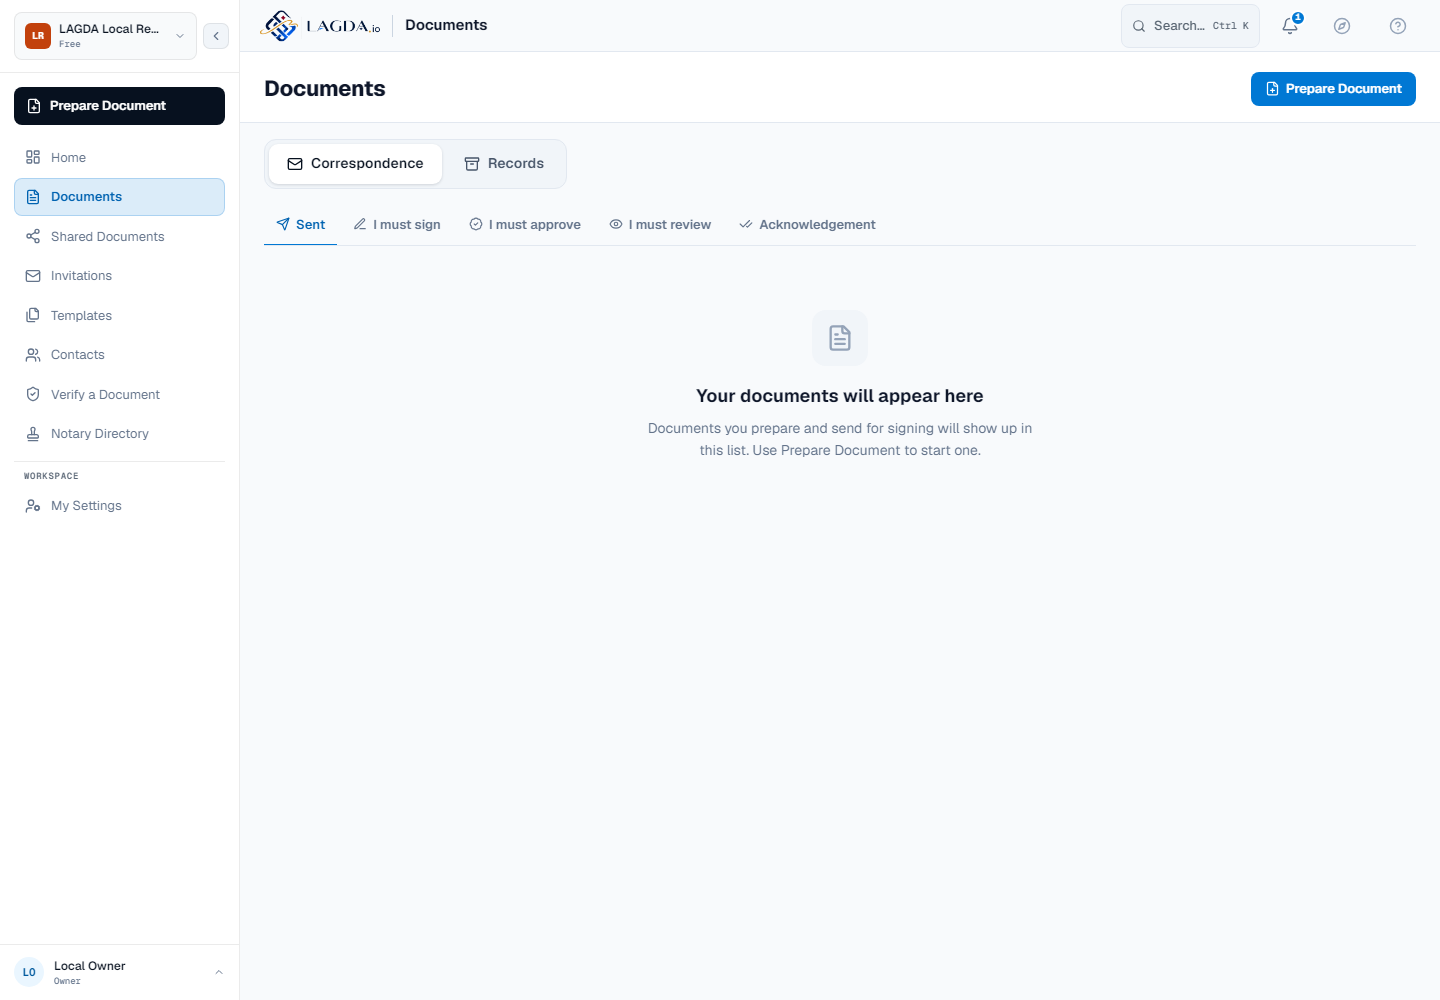 LR
LAGDA Local Re...
Free
Prepare Document
Home
Documents
Shared Documents
Invitations
Templates
Contacts
Verify a Document
Notary Directory
WORKSPACE
My Settings
LO
Local Owner
Owner
LAGDA.io
Documents
Search... Ctrl K
1
Documents
Prepare Document
Correspondence
Records
Sent
I must sign
I must approve
I must review
Acknowledgement
Your documents will appear here
Documents you prepare and send for signing will show up in
this list. Use Prepare Document to start one.